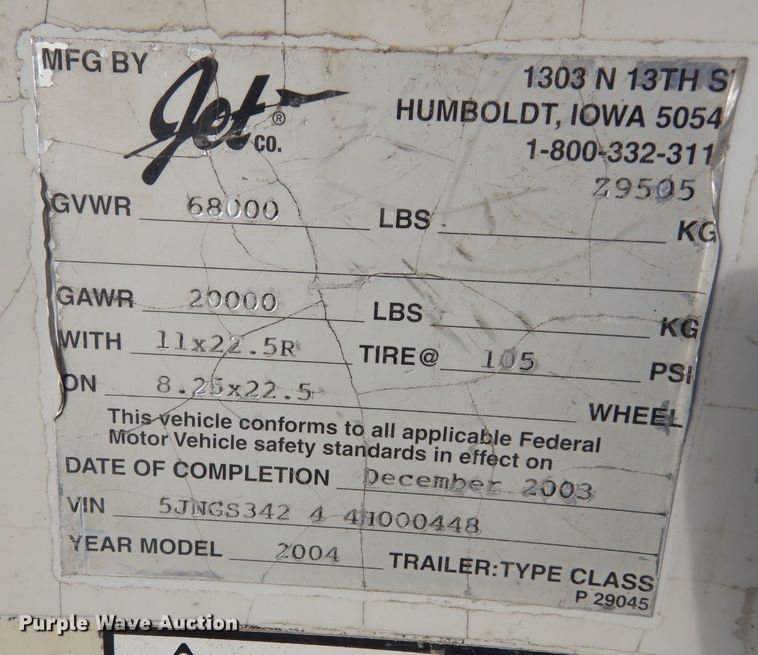 MFG BY Jet ® CO.
1303 N 13TH S
HUMBOLDT, IOWA 5054
1-800-332-311
Z9505
GVWR 68000 LBS KG
GAWR 20000 LBS KG
WITH 11x22.5R TIRE@ 105 PSI
ON 8.25x22.5 WHEEL
This vehicle conforms to all applicable Federal
Motor Vehicle safety standards in effect on
DATE OF COMPLETION December 2003
VIN 5JNGS342 4 4H000448
YEAR MODEL 2004 TRAILER:TYPE CLASS
P 29045
Purple Wave Auction